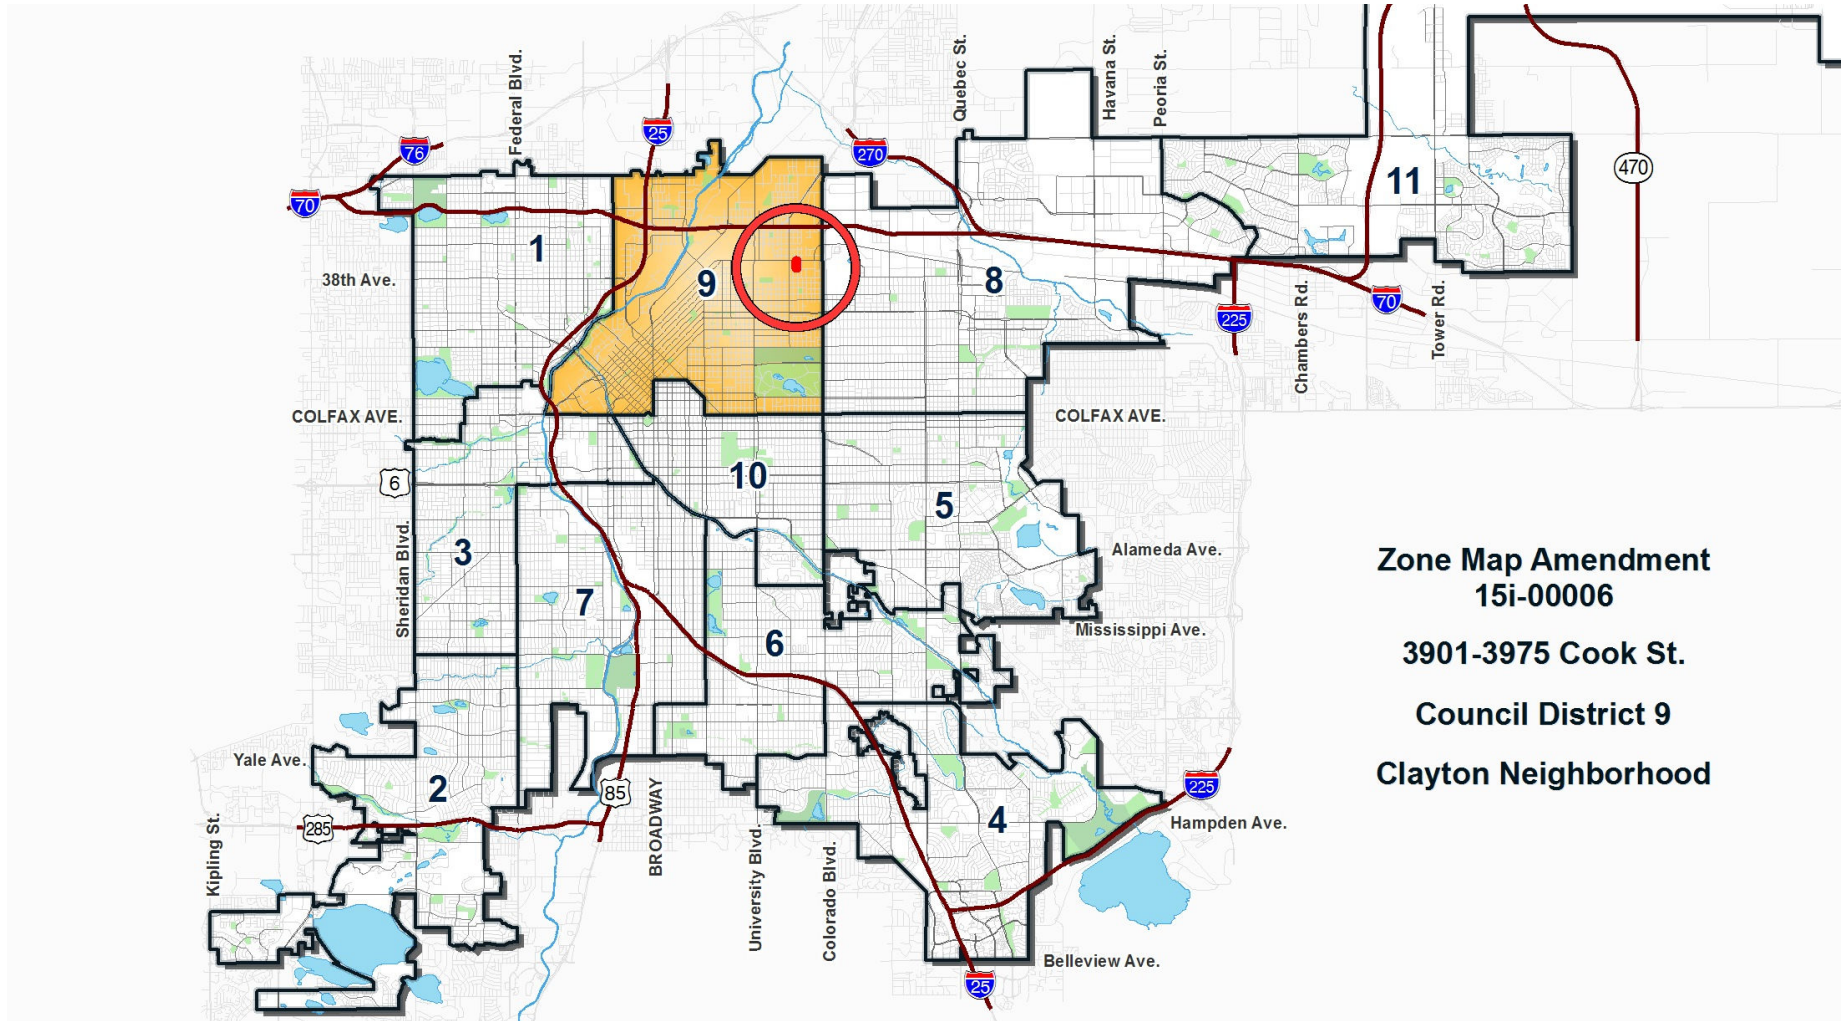 Federal Blvd.
Quebec St.
Havana St.
Peoria St.
25
76
270
470
70
11
1
38th Ave.
9
8
70
225
Chambers Rd.
Tower Rd.
COLFAX AVE.
COLFAX AVE.
10
6
5
3
Sheridan Blvd.
Alameda Ave.
7
Mississippi Ave.
6
Zone Map Amendment
15i-00006
3901-3975 Cook St.
Council District 9
Clayton Neighborhood
Yale Ave.
2
85
225
4
285
Hampden Ave.
Kipling St.
BROADWAY
University Blvd.
Colorado Blvd.
Belleview Ave.
25